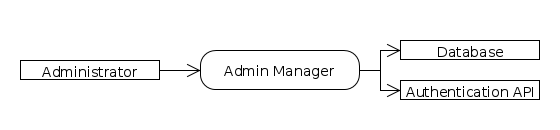 Administrator
Admin Manager
Database
Authentication API